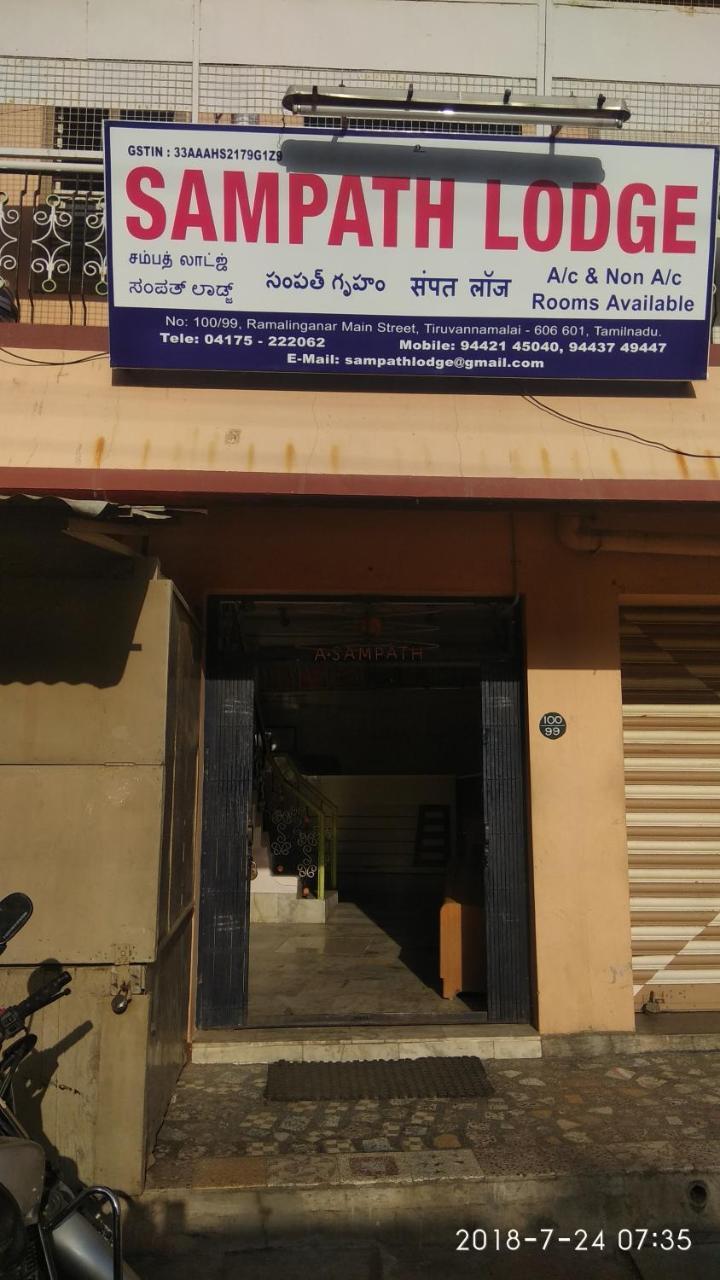 GSTIN : 33AAAHS2179G1Z9
SAMPATH LODGE
சம்பத் லாட்ஜ்
ಸಂಪತ್ ಲಾಡ್ಜ್
సంపత్ గృహం
संपत लॉज
A/c & Non A/c
Rooms Available
No: 100/99, Ramalinganar Main Street, Tiruvannamalai - 606 601, Tamilnadu.
Tele: 04175 - 222062 Mobile: 94421 45040, 94437 49447
E-Mail: sampathlodge@gmail.com
A·SAMPATH
100
99
2018-7-24 07:35